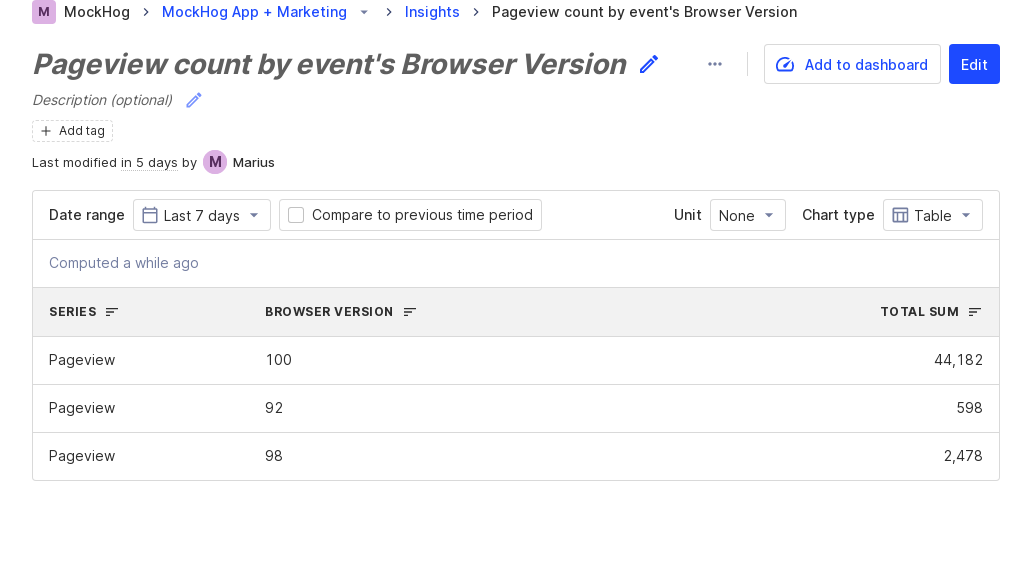 M MockHog MockHog App + Marketing Insights Pageview count by event's Browser Version
Pageview count by event's Browser Version
Add to dashboard Edit
Description (optional)
Add tag
Last modified in 5 days by M Marius
Date range Last 7 days Compare to previous time period Unit None Chart type Table
Computed a while ago
SERIES BROWSER VERSION TOTAL SUM
Pageview 100 44,182
Pageview 92 598
Pageview 98 2,478